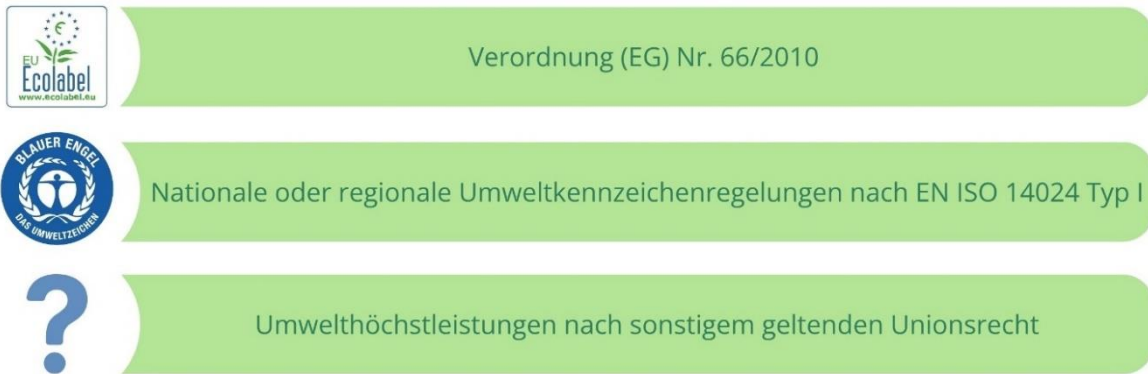 EU
Ecolabel
www.ecolabel.eu
Verordnung (EG) Nr. 66/2010
BLAUER ENGEL
DAS UMWELTZEICHEN
Nationale oder regionale Umweltkennzeichenregelungen nach EN ISO 14024 Typ I
?
Umwelthöchstleistungen nach sonstigem geltenden Unionsrecht